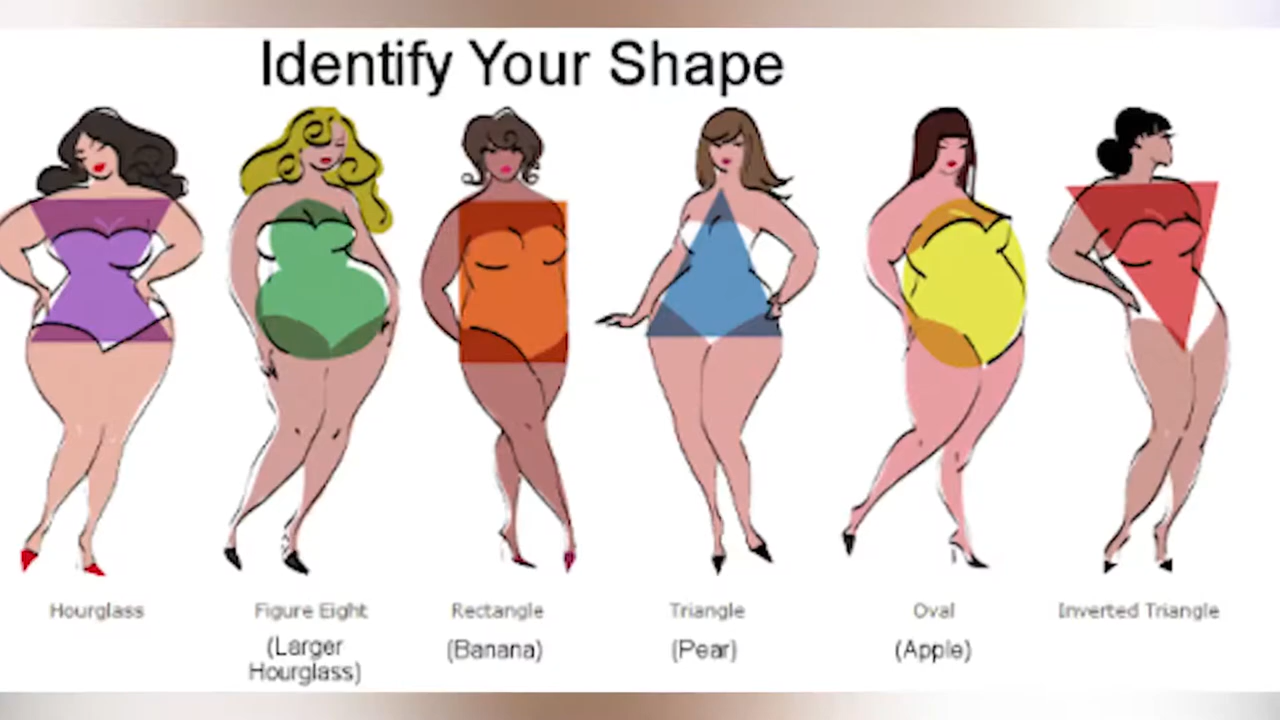 Identify Your Shape
Hourglass
Figure Eight
(Larger
Hourglass)
Rectangle
(Banana)
Triangle
(Pear)
Oval
(Apple)
Inverted Triangle